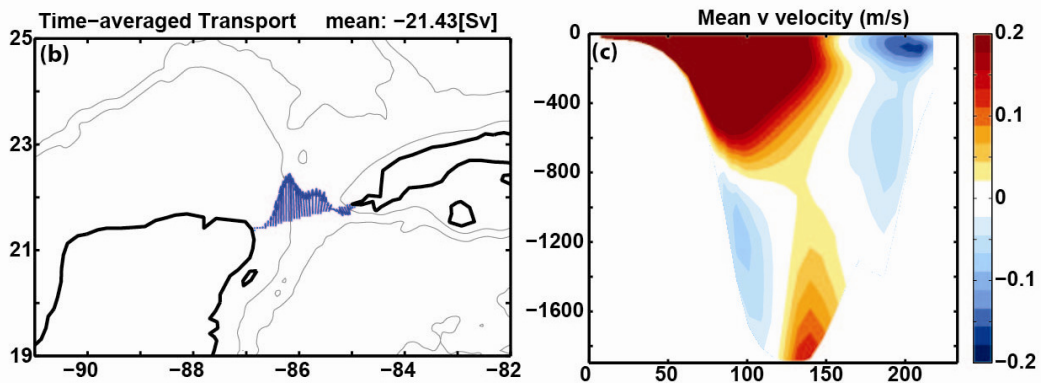 Time−averaged Transport mean: −21.43[Sv]
(b)
25
23
21
19
−90 −88 −86 −84 −82
Mean v velocity (m/s)
(c)
0
−400
−800
−1200
−1600
0 50 100 150 200
0.2
0.1
0
−0.1
−0.2